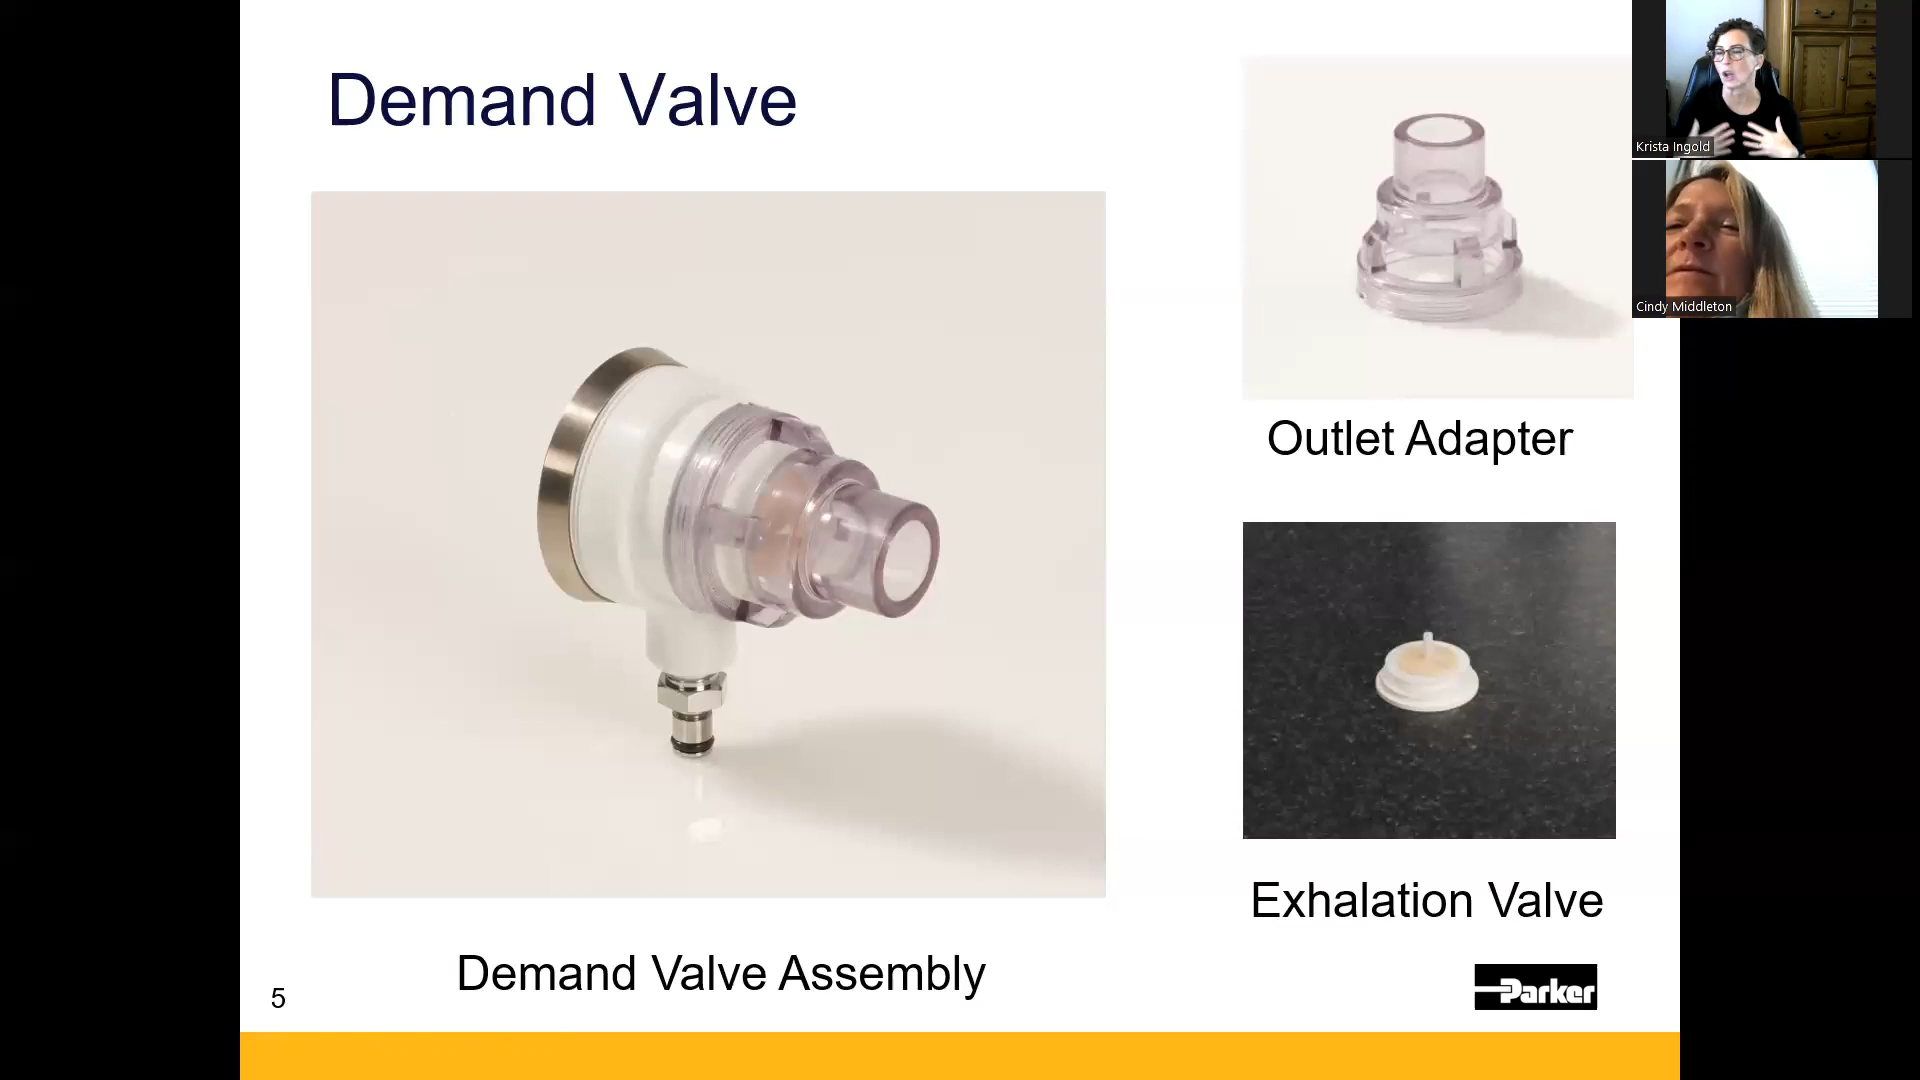 Demand Valve
Krista Ingold
Cindy Middleton
Outlet Adapter
Exhalation Valve
Demand Valve Assembly
5
Parker